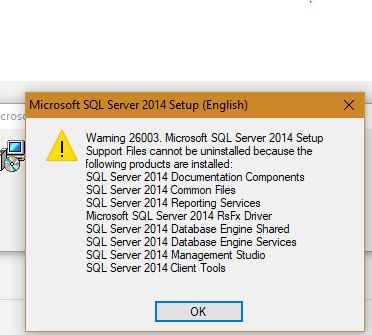 Microsoft SQL Server 2014 Setup (English)
Warning 26003. Microsoft SQL Server 2014 Setup
Support Files cannot be uninstalled because the
following products are installed:
SQL Server 2014 Documentation Components
SQL Server 2014 Common Files
SQL Server 2014 Reporting Services
Microsoft SQL Server 2014 RsFx Driver
SQL Server 2014 Database Engine Shared
SQL Server 2014 Database Engine Services
SQL Server 2014 Management Studio
SQL Server 2014 Client Tools
OK